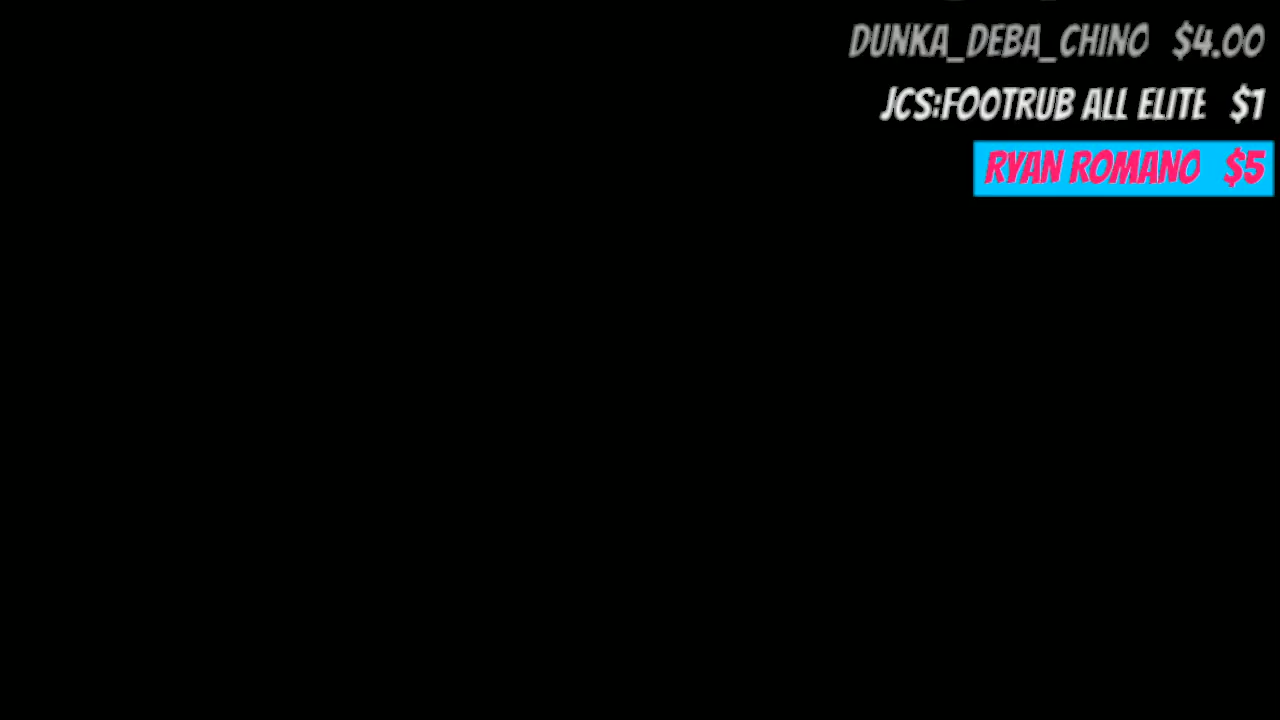 DUNKA_DEBA_CHINO $4.00
JCS:FOOTRUB ALL ELITE $1
RYAN ROMANO $5